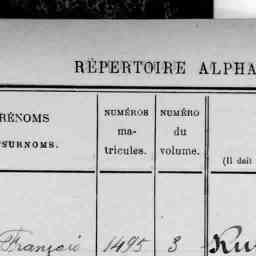 RÉPERTOIRE ALPHA
RÉNOMS
SURNOMS.
NUMÉROS
ma-
tricules.
NUMÉRO
du
volume.
(Il doit
François 1495 3